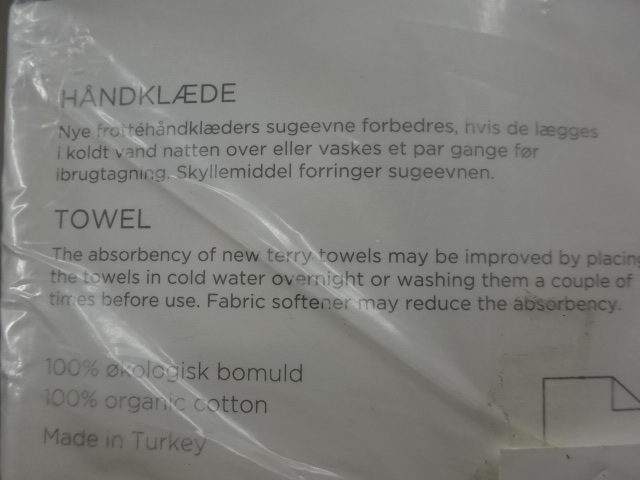 HÅNDKLÆDE
Nye frottéhåndklæders sugeevne forbedres, hvis de lægges
i koldt vand natten over eller vaskes et par gange før
ibrugtagning. Skyllemiddel forringer sugeevnen.
TOWEL
The absorbency of new terry towels may be improved by placing
the towels in cold water overnight or washing them a couple of
times before use. Fabric softener may reduce the absorbency.
100% økologisk bomuld
100% organic cotton
Made in Turkey